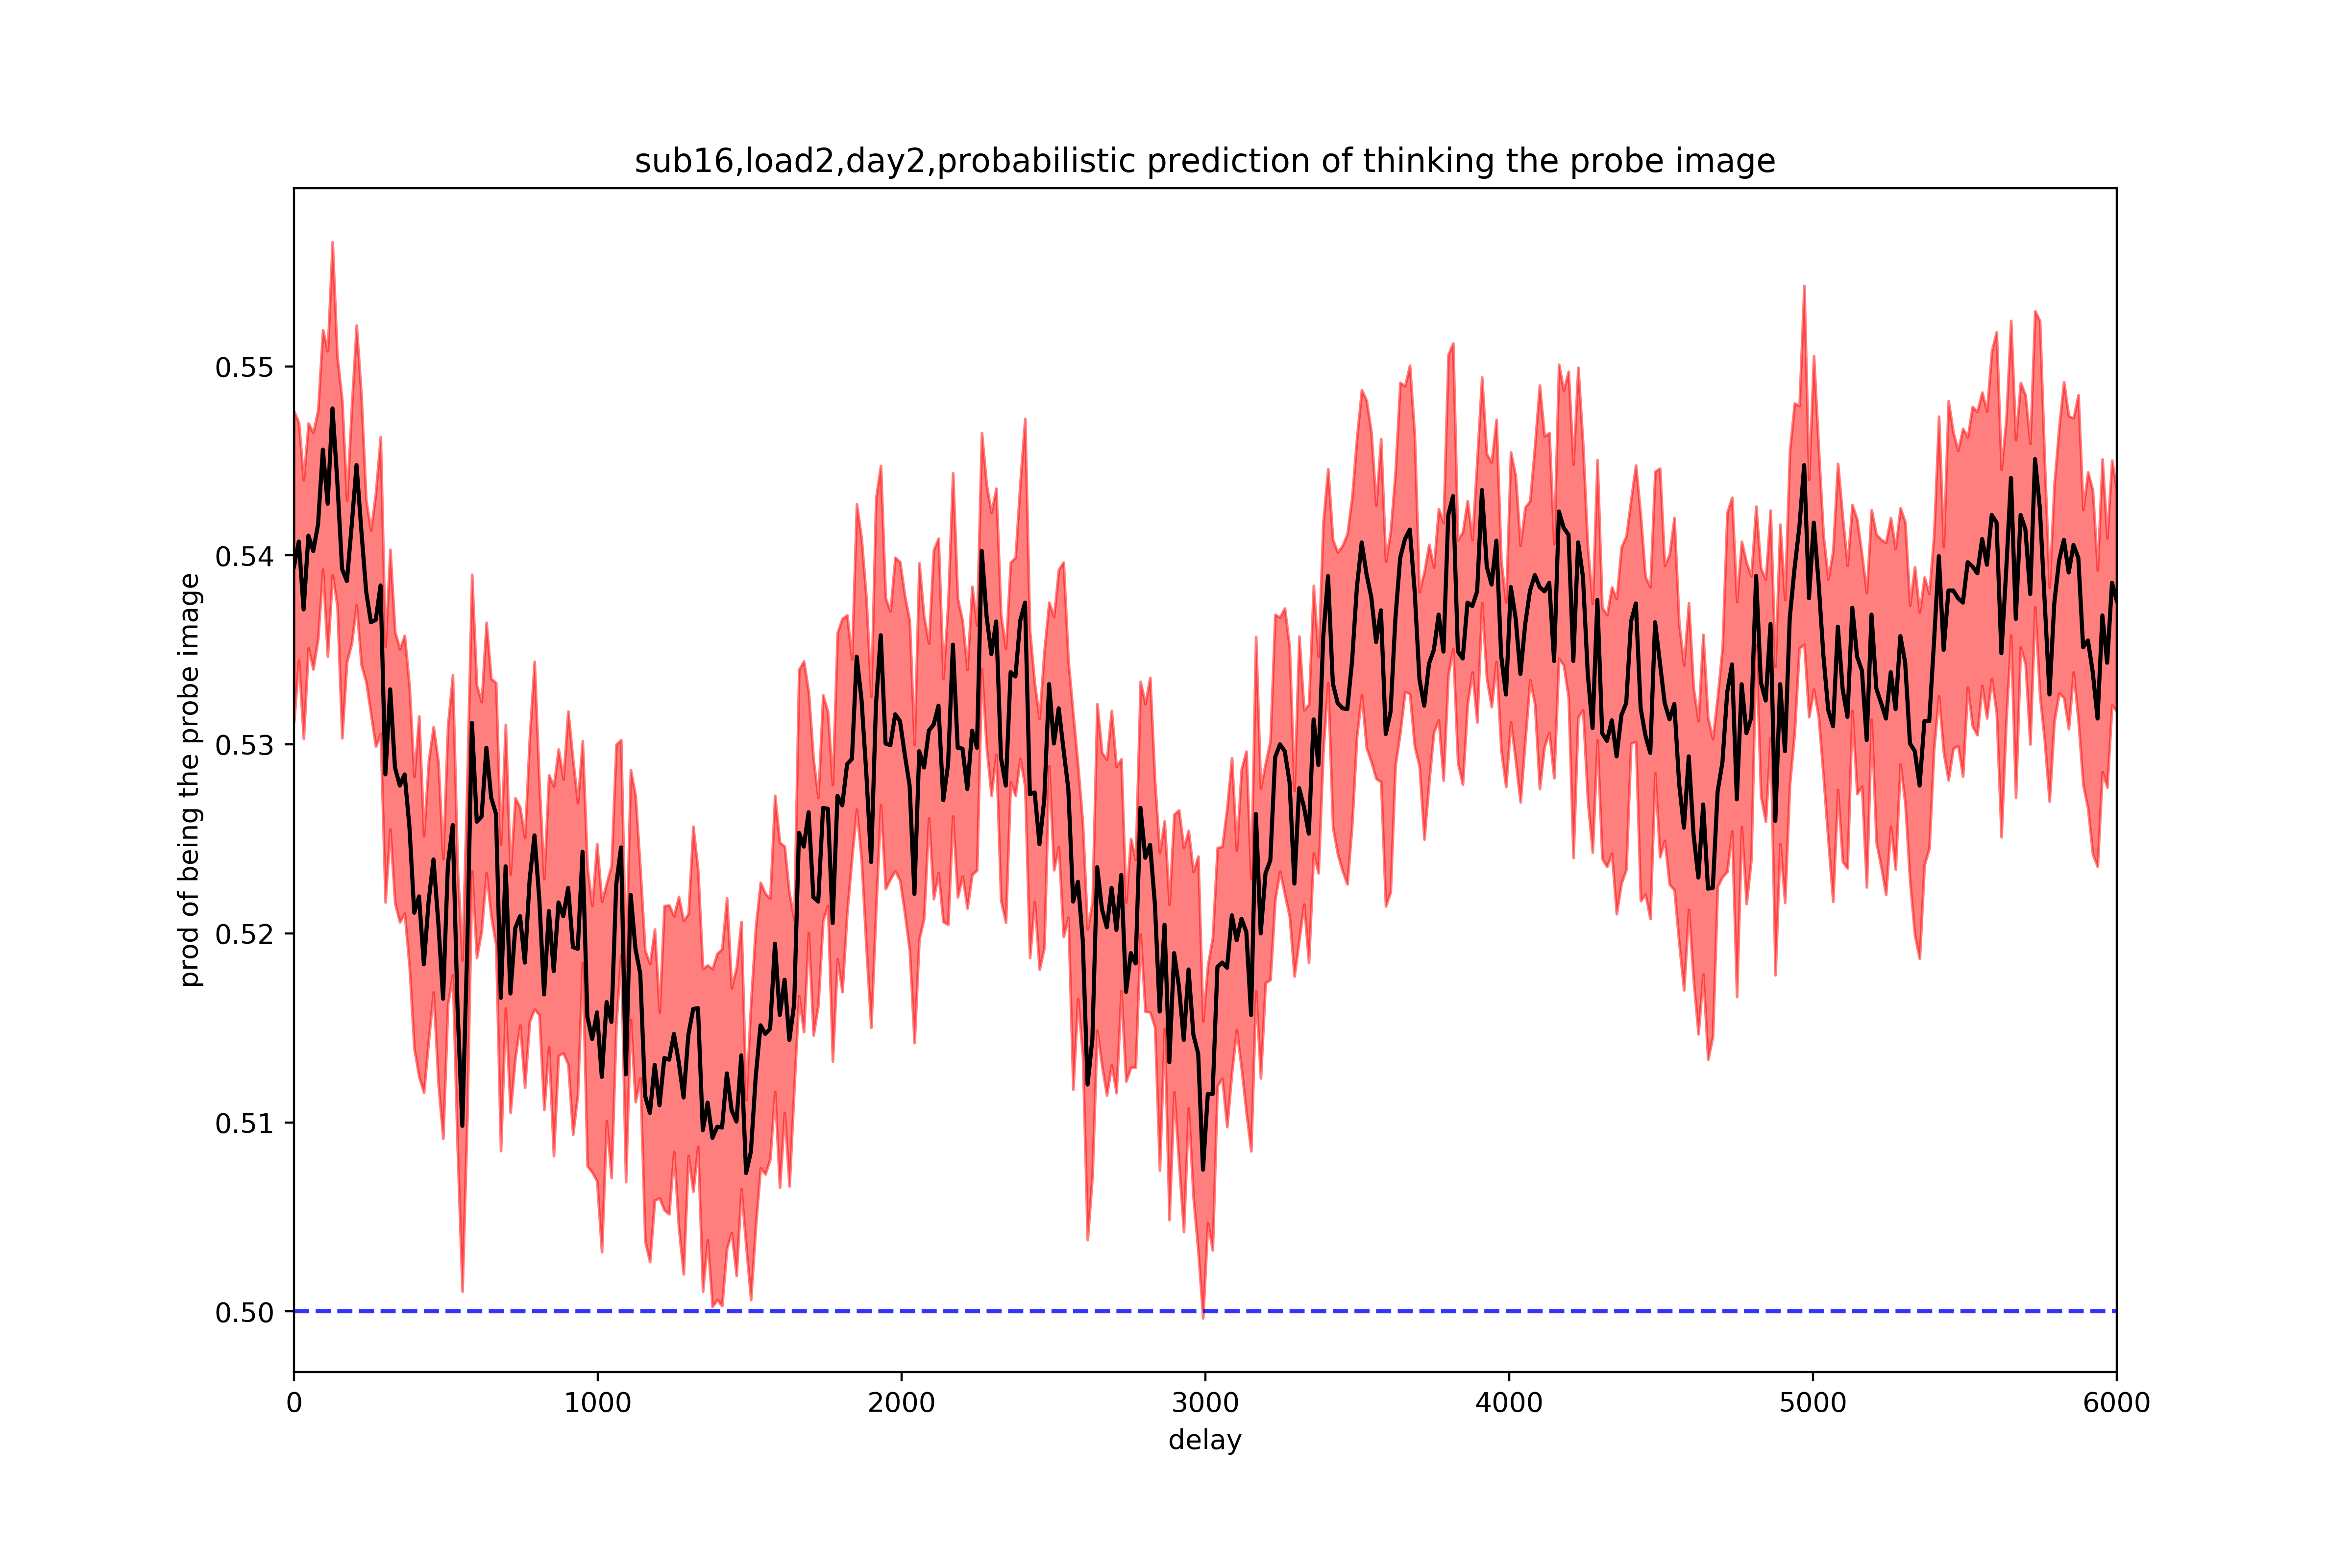 sub16,load2,day2,probabilistic prediction of thinking the probe image
prod of being the probe image
0.55
0.54
0.53
0.52
0.51
0.50
0 1000 2000 3000 4000 5000 6000
delay